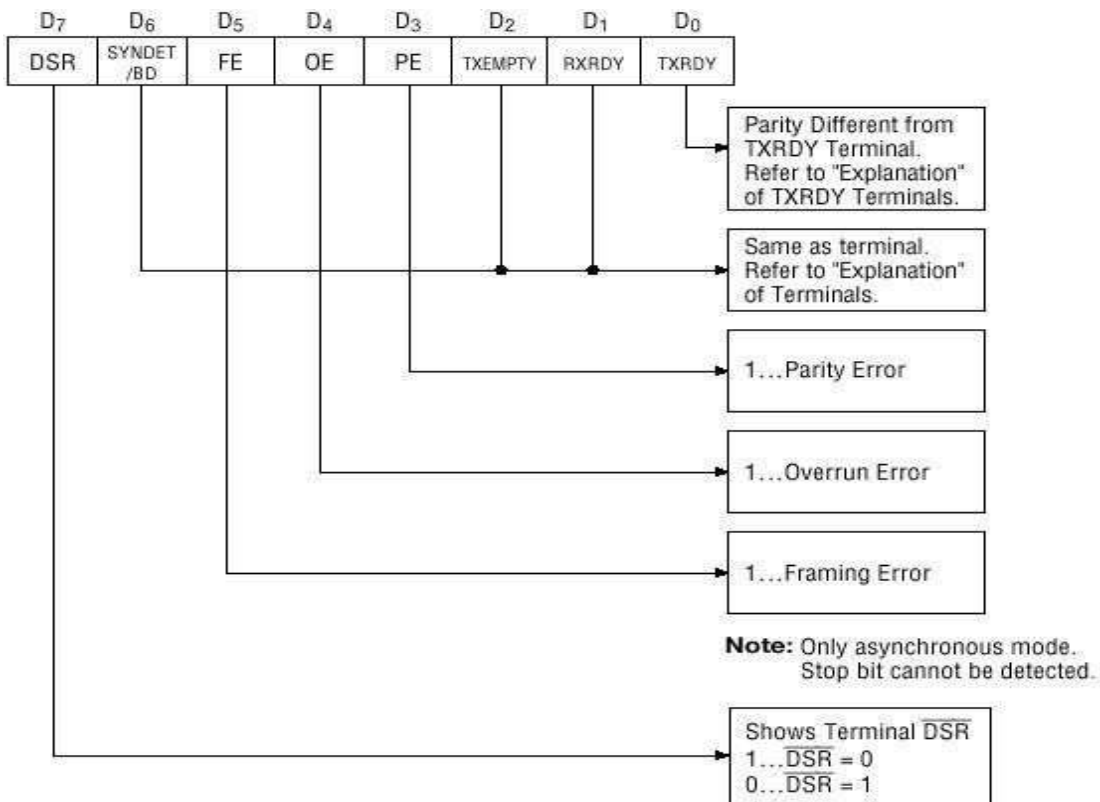 D7 D6 D5 D4 D3 D2 D1 D0
DSR SYNDET /BD FE OE PE TXEMPTY RXRDY TXRDY
Parity Different from
TXRDY Terminal.
Refer to "Explanation"
of TXRDY Terminals.
Same as terminal.
Refer to "Explanation"
of Terminals.
1...Parity Error
1...Overrun Error
1...Framing Error
Note: Only asynchronous mode.
Stop bit cannot be detected.
Shows Terminal D̅S̅R̅
1...D̅S̅R̅ = 0
0...D̅S̅R̅ = 1